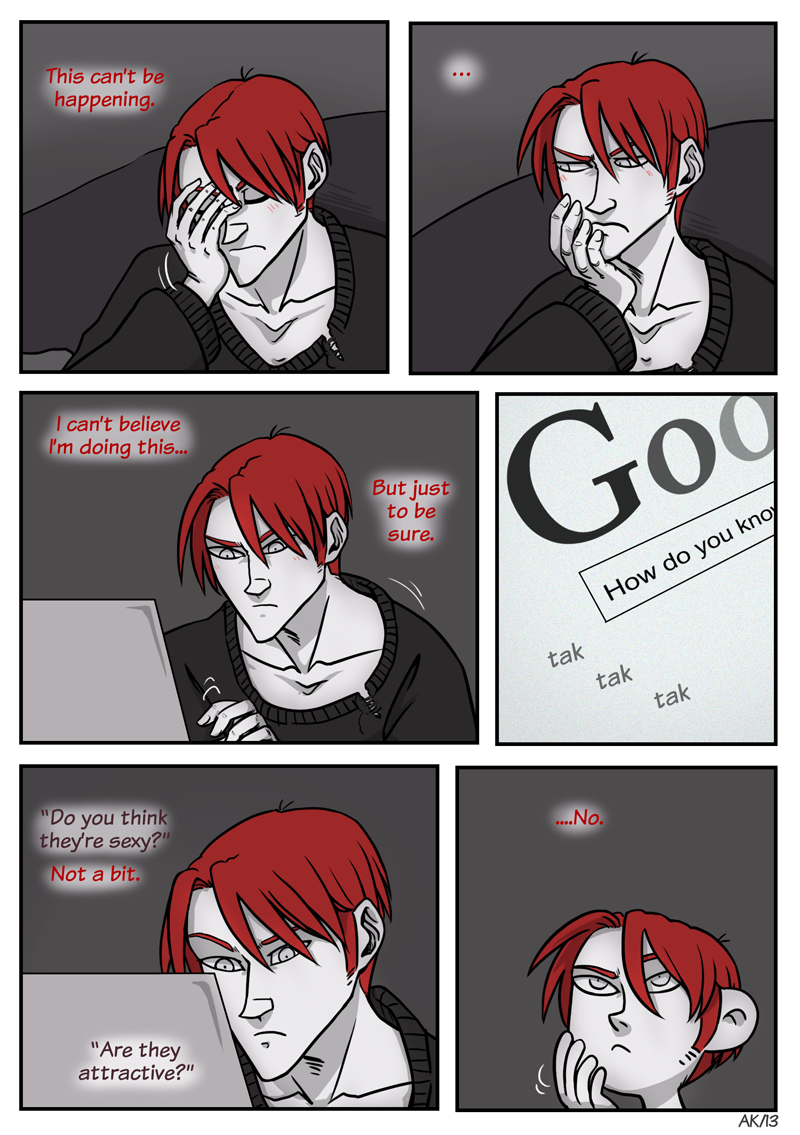 This can't be
happening.
...
I can't believe
I'm doing this...
But just
to be
sure.
Goo
How do you know
tak
tak
tak
"Do you think
they're sexy?"
Not a bit.
"Are they
attractive?"
....No.
AK/13